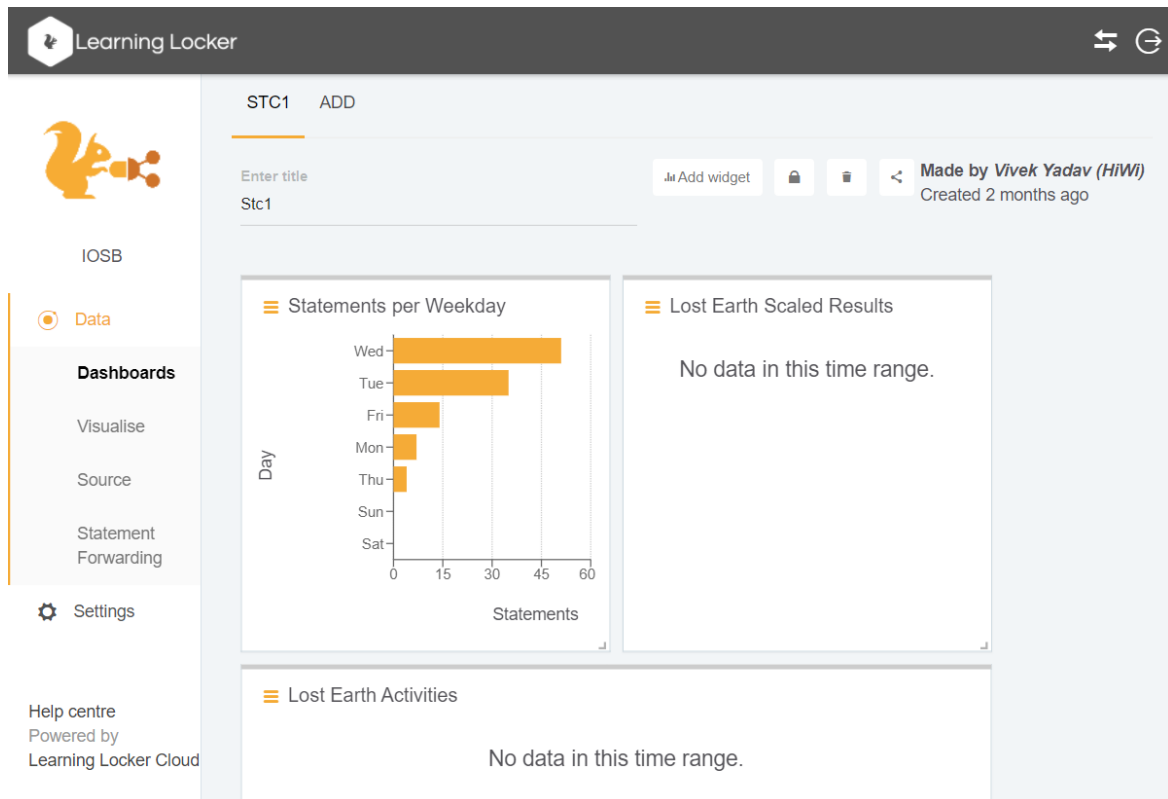 Learning Locker
STC1 ADD
Enter title
Stc1
Add widget
Made by Vivek Yadav (HiWi)
Created 2 months ago
IOSB
Data
Dashboards
Visualise
Source
Statement
Forwarding
Settings
Help centre
Powered by
Learning Locker Cloud
Statements per Weekday
Day
Wed
Tue
Fri
Mon
Thu
Sun
Sat
0 15 30 45 60
Statements
Lost Earth Scaled Results
No data in this time range.
Lost Earth Activities
No data in this time range.